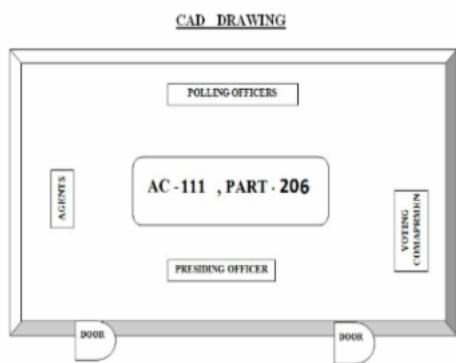 CAD DRAWING
POLLING OFFICERS
AGENTS
AC -111 , PART - 206
VOTING
COMAPRMEN
PRESIDING OFFICER
DOOR
DOOR